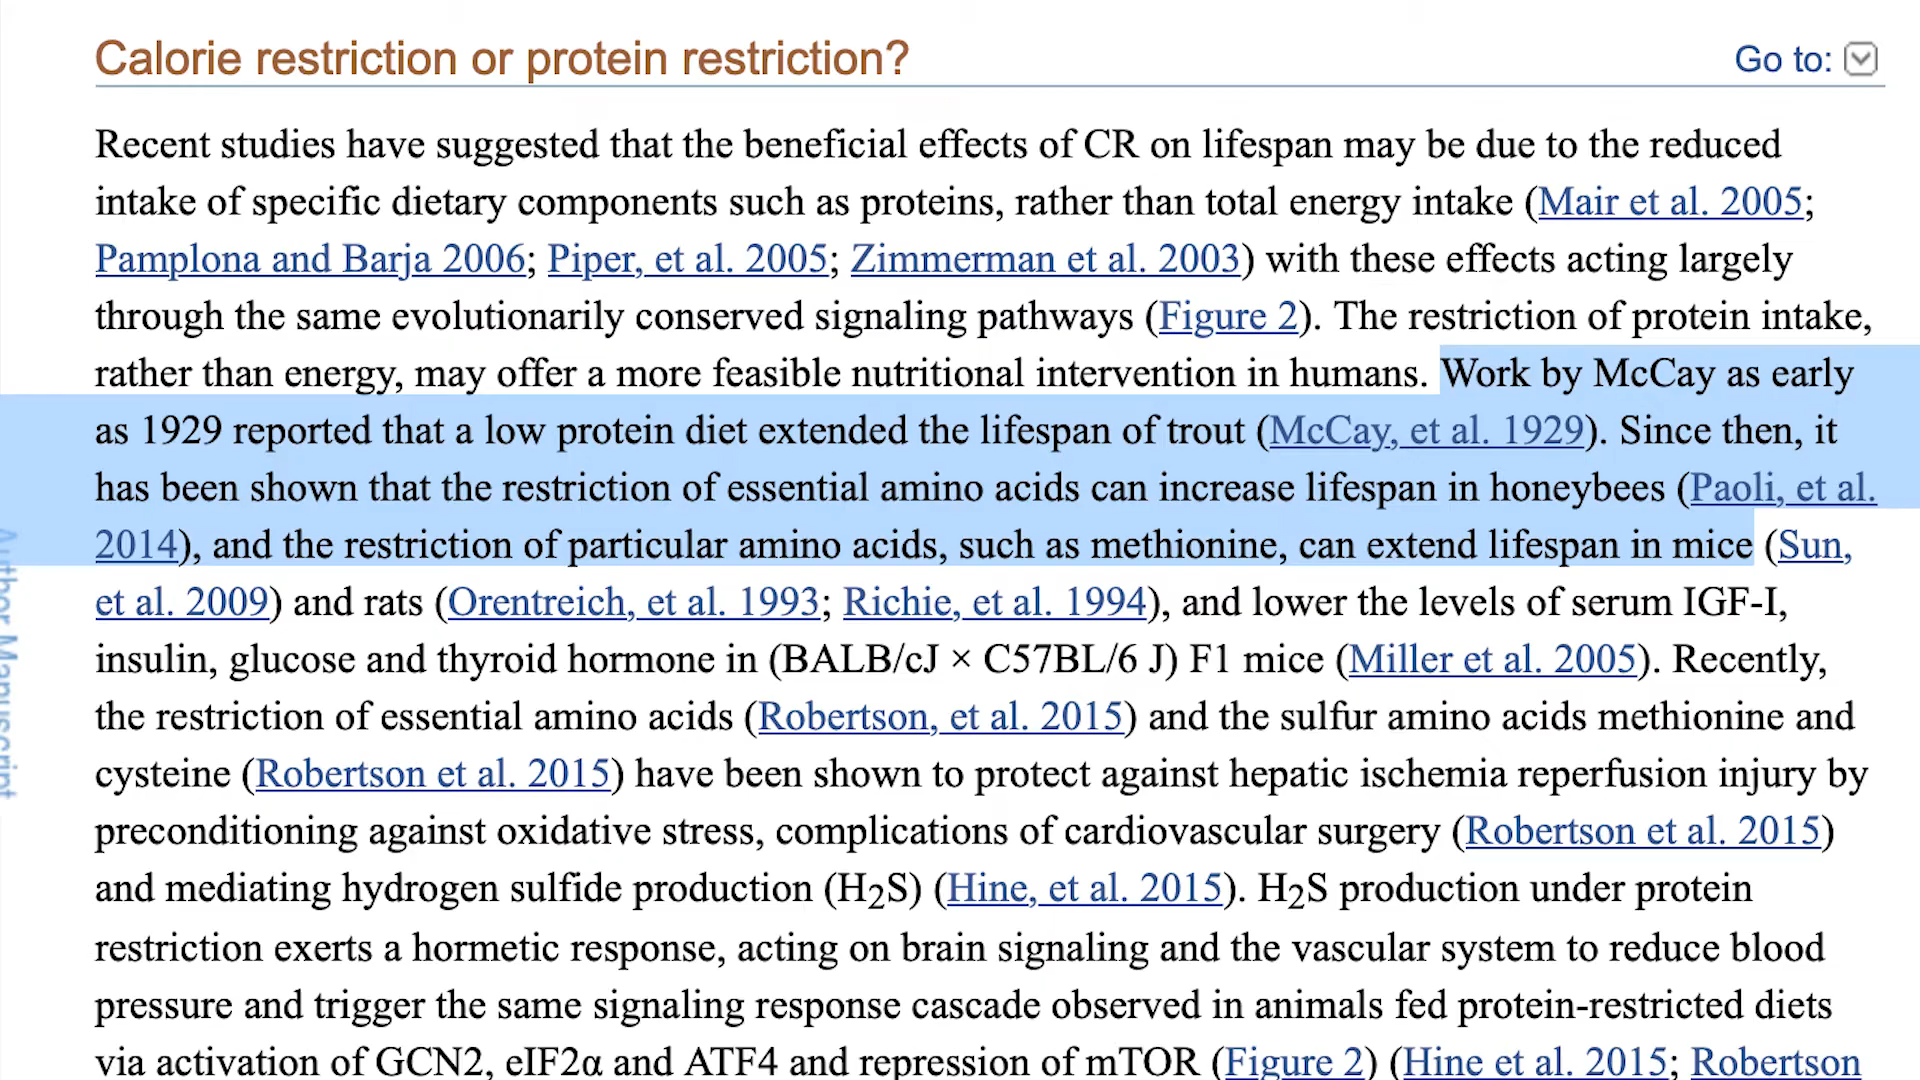 Calorie restriction or protein restriction?
Go to:
Recent studies have suggested that the beneficial effects of CR on lifespan may be due to the reduced
intake of specific dietary components such as proteins, rather than total energy intake (Mair et al. 2005;
Pamplona and Barja 2006; Piper, et al. 2005; Zimmerman et al. 2003) with these effects acting largely
through the same evolutionarily conserved signaling pathways (Figure 2). The restriction of protein intake,
rather than energy, may offer a more feasible nutritional intervention in humans. Work by McCay as early
as 1929 reported that a low protein diet extended the lifespan of trout (McCay, et al. 1929). Since then, it
has been shown that the restriction of essential amino acids can increase lifespan in honeybees (Paoli, et al.
2014), and the restriction of particular amino acids, such as methionine, can extend lifespan in mice (Sun,
et al. 2009) and rats (Orentreich, et al. 1993; Richie, et al. 1994), and lower the levels of serum IGF-I,
insulin, glucose and thyroid hormone in (BALB/cJ × C57BL/6 J) F1 mice (Miller et al. 2005). Recently,
the restriction of essential amino acids (Robertson, et al. 2015) and the sulfur amino acids methionine and
cysteine (Robertson et al. 2015) have been shown to protect against hepatic ischemia reperfusion injury by
preconditioning against oxidative stress, complications of cardiovascular surgery (Robertson et al. 2015)
and mediating hydrogen sulfide production (H2S) (Hine, et al. 2015). H2S production under protein
restriction exerts a hormetic response, acting on brain signaling and the vascular system to reduce blood
pressure and trigger the same signaling response cascade observed in animals fed protein-restricted diets
via activation of GCN2, eIF2α and ATF4 and repression of mTOR (Figure 2) (Hine et al. 2015; Robertson
Author Manuscript